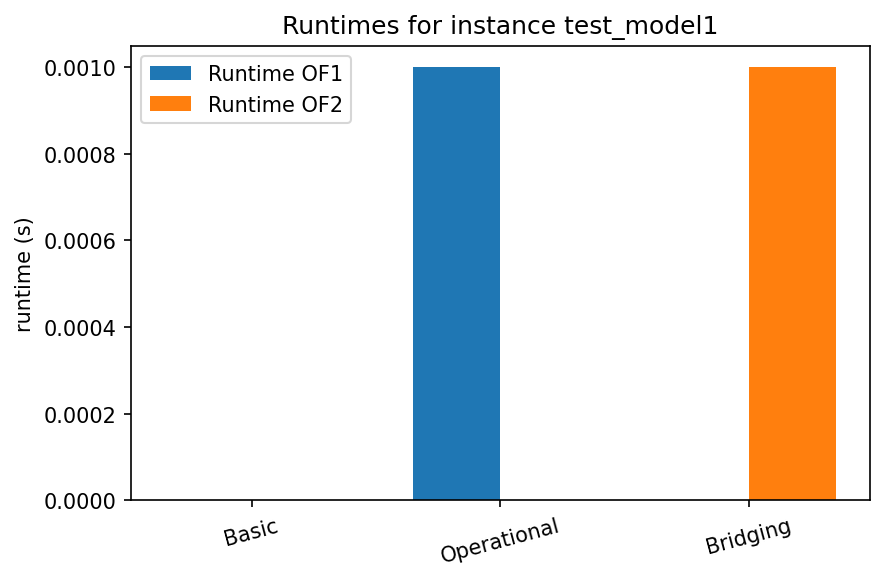 Runtimes for instance test_model1
Runtime OF1
Runtime OF2
runtime (s)
0.0010
0.0008
0.0006
0.0004
0.0002
0.0000
Basic
Operational
Bridging